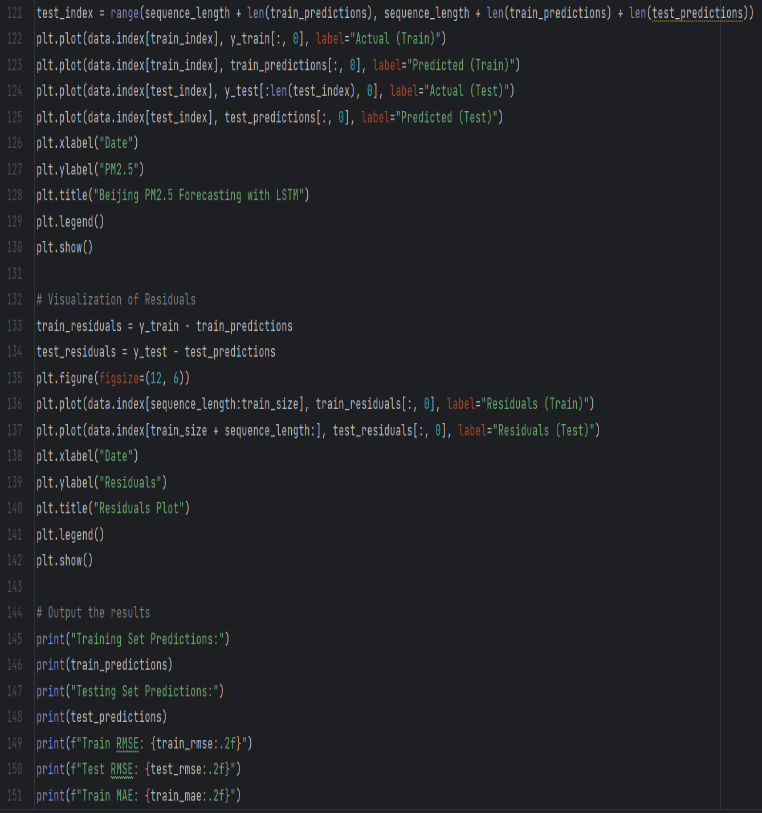 121 test_index = range(sequence_length + len(train_predictions), sequence_length + len(train_predictions) + len(test_predictions))
122 plt.plot(data.index[train_index], y_train[:, 0], label="Actual (Train)")
123 plt.plot(data.index[train_index], train_predictions[:, 0], label="Predicted (Train)")
124 plt.plot(data.index[test_index], y_test[:len(test_index), 0], label="Actual (Test)")
125 plt.plot(data.index[test_index], test_predictions[:, 0], label="Predicted (Test)")
126 plt.xlabel("Date")
127 plt.ylabel("PM2.5")
128 plt.title("Beijing PM2.5 Forecasting with LSTM")
129 plt.legend()
130 plt.show()
131
132 # Visualization of Residuals
133 train_residuals = y_train - train_predictions
134 test_residuals = y_test - test_predictions
135 plt.figure(figsize=(12, 6))
136 plt.plot(data.index[sequence_length:train_size], train_residuals[:, 0], label="Residuals (Train)")
137 plt.plot(data.index[train_size + sequence_length:], test_residuals[:, 0], label="Residuals (Test)")
138 plt.xlabel("Date")
139 plt.ylabel("Residuals")
140 plt.title("Residuals Plot")
141 plt.legend()
142 plt.show()
143
144 # Output the results
145 print("Training Set Predictions:")
146 print(train_predictions)
147 print("Testing Set Predictions:")
148 print(test_predictions)
149 print(f"Train RMSE: {train_rmse:.2f}")
150 print(f"Test RMSE: {test_rmse:.2f}")
151 print(f"Train MAE: {train_mae:.2f}")